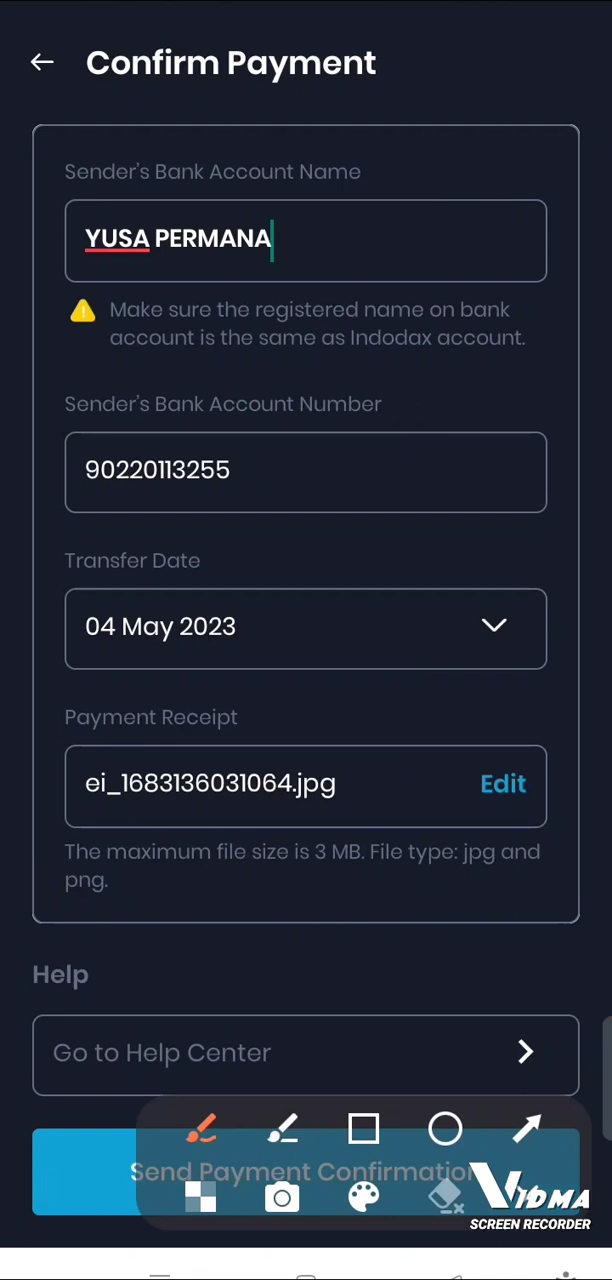 Confirm Payment
Sender's Bank Account Name
YUSA PERMANA
Make sure the registered name on bank
account is the same as Indodax account.
Sender's Bank Account Number
90220113255
Transfer Date
04 May 2023
Payment Receipt
ei_1683136031064.jpg
Edit
The maximum file size is 3 MB. File type: jpg and
png.
Help
Go to Help Center
Send Payment Confirmation
VIDMA
SCREEN RECORDER